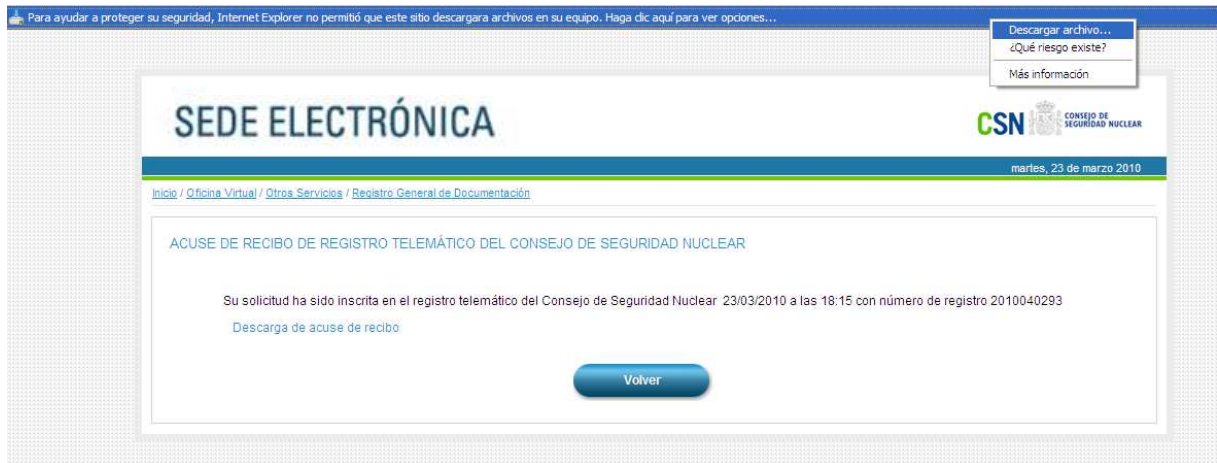 Para ayudar a proteger su seguridad, Internet Explorer no permitió que este sitio descargara archivos en su equipo. Haga clic aquí para ver opciones...
Descargar archivo...
¿Qué riesgo existe?
Más información
SEDE ELECTRÓNICA
CSN
CONSEJO DE
SEGURIDAD NUCLEAR
martes, 23 de marzo 2010
Inicio / Oficina Virtual / Otros Servicios / Registro General de Documentación
ACUSE DE RECIBO DE REGISTRO TELEMÁTICO DEL CONSEJO DE SEGURIDAD NUCLEAR
Su solicitud ha sido inscrita en el registro telemático del Consejo de Seguridad Nuclear 23/03/2010 a las 18:15 con número de registro 2010040293
Descarga de acuse de recibo
Volver